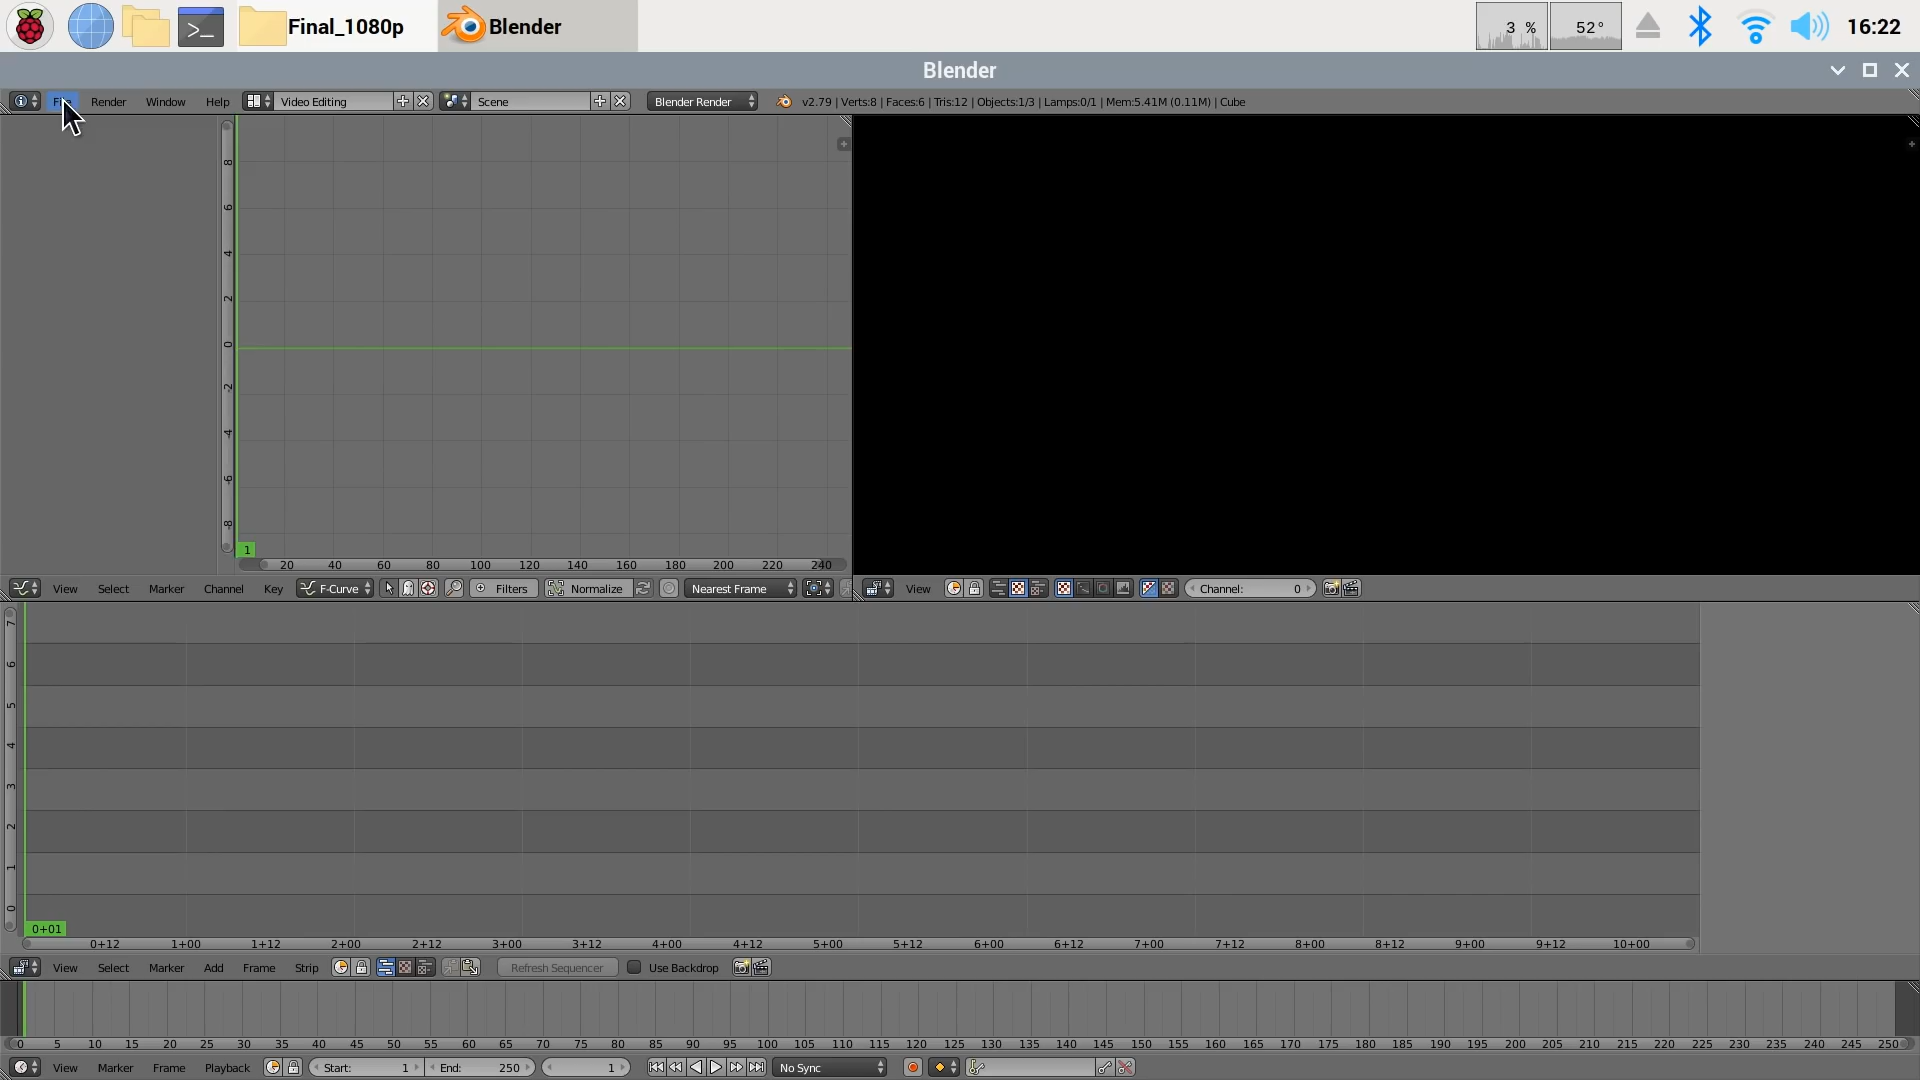 Final_1080p
Blender
3 %
52°
16:22
Blender
File Render Window Help Video Editing Scene Blender Render v2.79 | Verts:8 | Faces:6 | Tris:12 | Objects:1/3 | Lamps:0/1 | Mem:5.41M (0.11M) | Cube
8
6
4
2
0
-2
-4
-6
-8
1
20 40 60 80 100 120 140 160 180 200 220 240
View Select Marker Channel Key F-Curve Filters Normalize Nearest Frame
View Channel: 0
7
6
5
4
3
2
1
0
0+01
0+12 1+00 1+12 2+00 2+12 3+00 3+12 4+00 4+12 5+00 5+12 6+00 6+12 7+00 7+12 8+00 8+12 9+00 9+12 10+00
View Select Marker Add Frame Strip Refresh Sequencer Use Backdrop
0 5 10 15 20 25 30 35 40 45 50 55 60 65 70 75 80 85 90 95 100 105 110 115 120 125 130 135 140 145 150 155 160 165 170 175 180 185 190 195 200 205 210 215 220 225 230 235 240 245 250
View Marker Frame Playback Start: 1 End: 250 1 No Sync